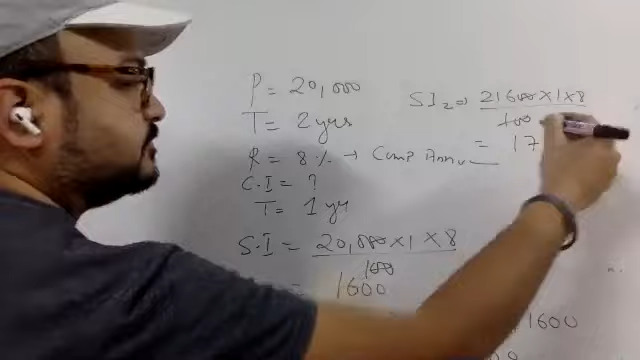 P = 20,000
T = 2 yrs
R = 8 % → Comp Annu
C.I = ?
T = 1 yr
S.I = 20,000 × 1 × 8
100
= 1600
SI₂ = 21600 × 1 × 8
100
= 17
1600